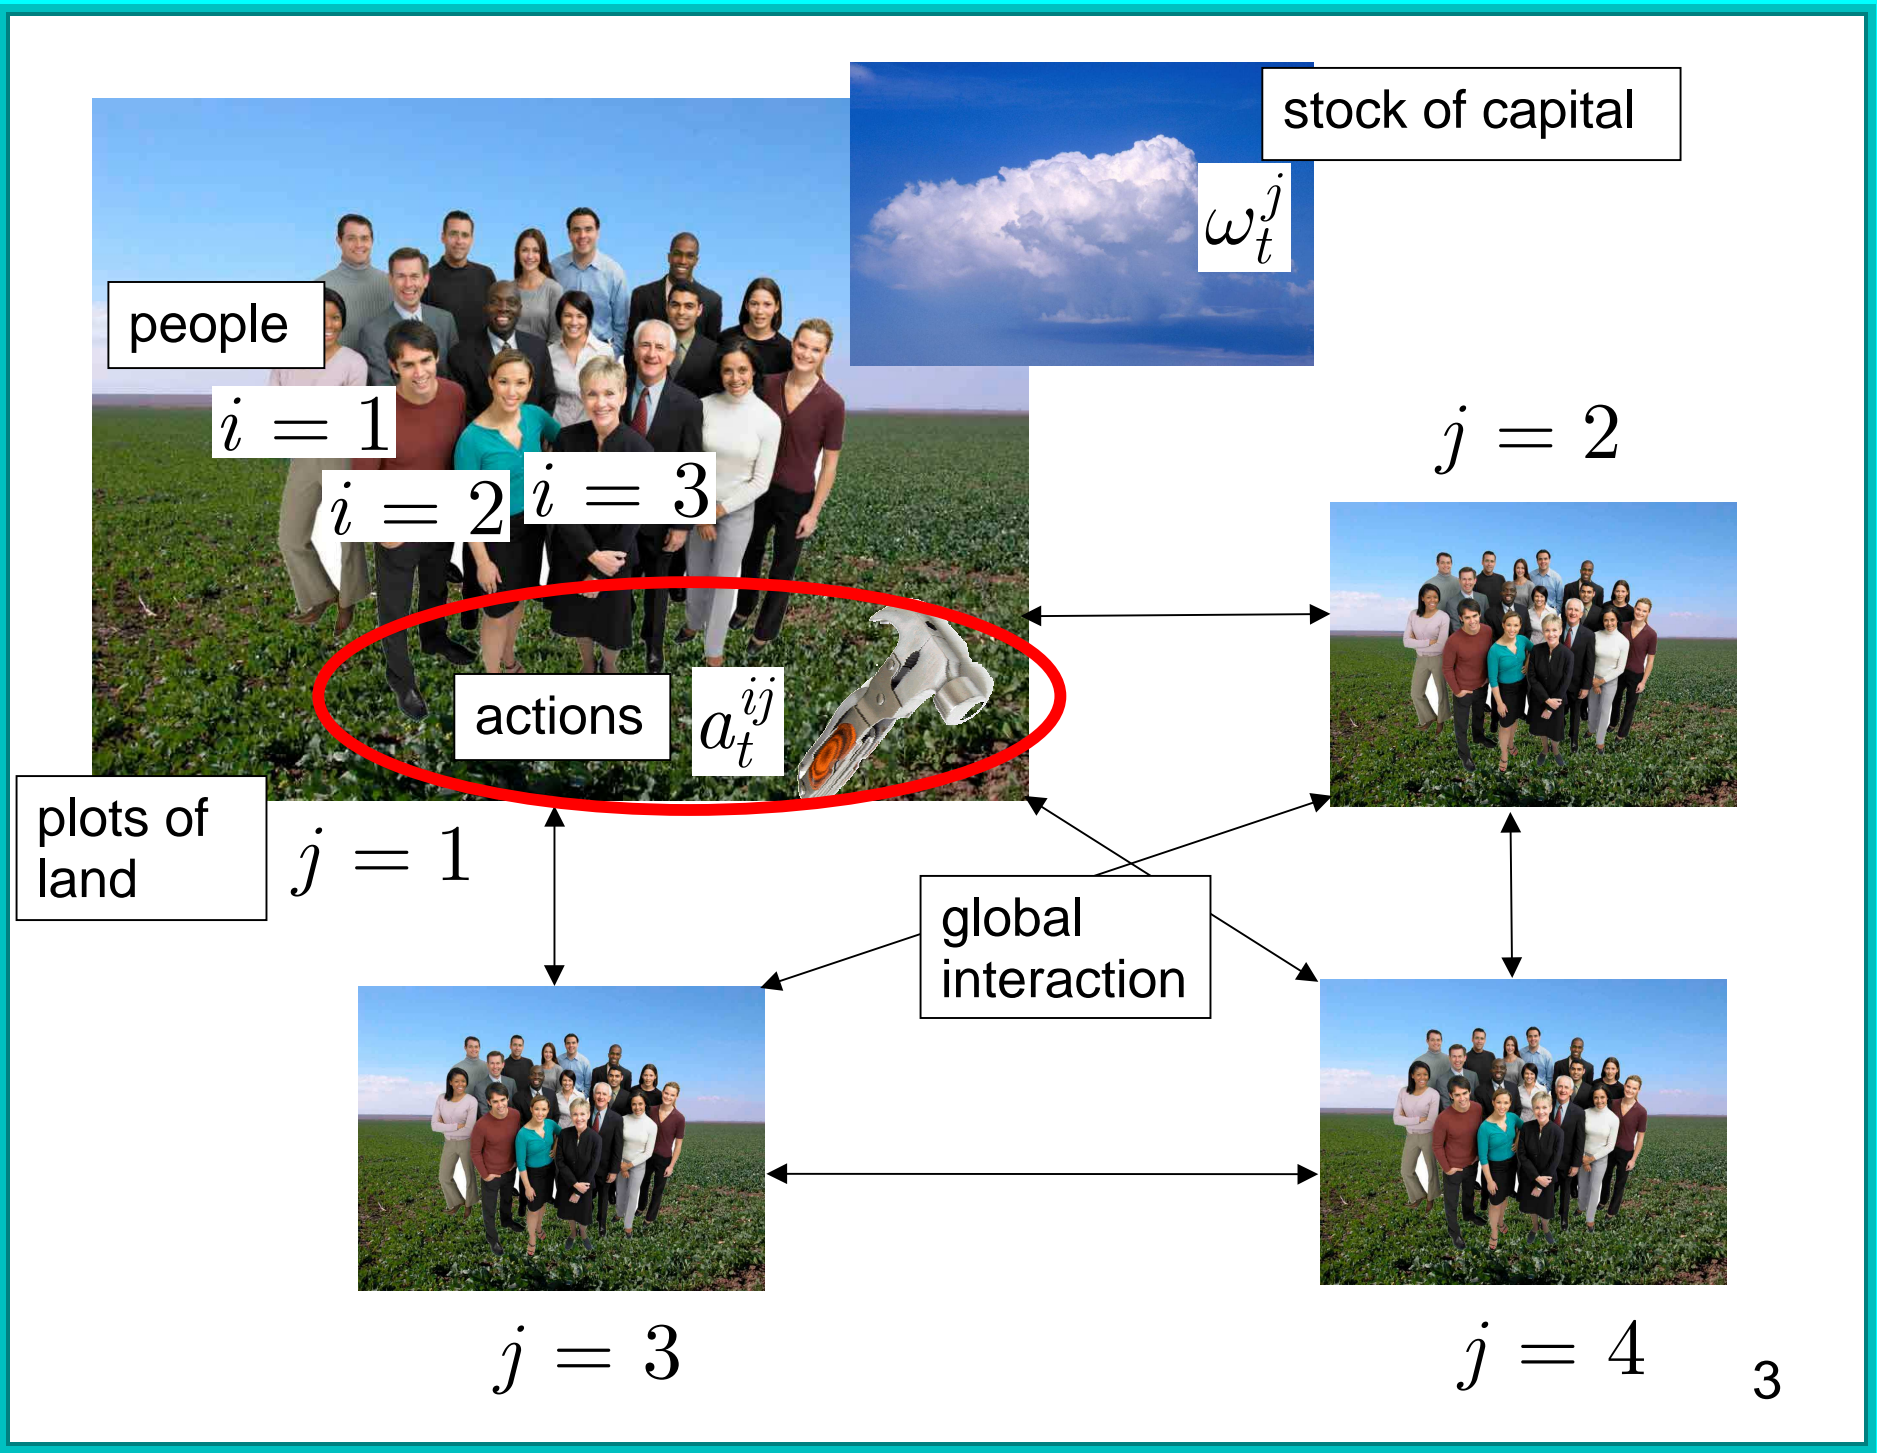 stock of capital
ω_t^j
people
i = 1
i = 2
i = 3
j = 2
actions
a_t^{ij}
plots of
land
j = 1
global
interaction
j = 3
j = 4
3